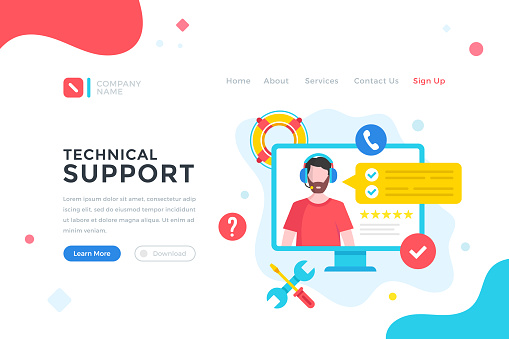 COMPANY
NAME
Home About Services Contact Us Sign Up
TECHNICAL
SUPPORT
Lorem ipsum dolor sit amet,
consectetur adipiscing elit, sed do
eiusmod tempor incididunt ut
labore et dolore magna aliqua. Ut
enim ad minim veniam.
Learn More Download
?